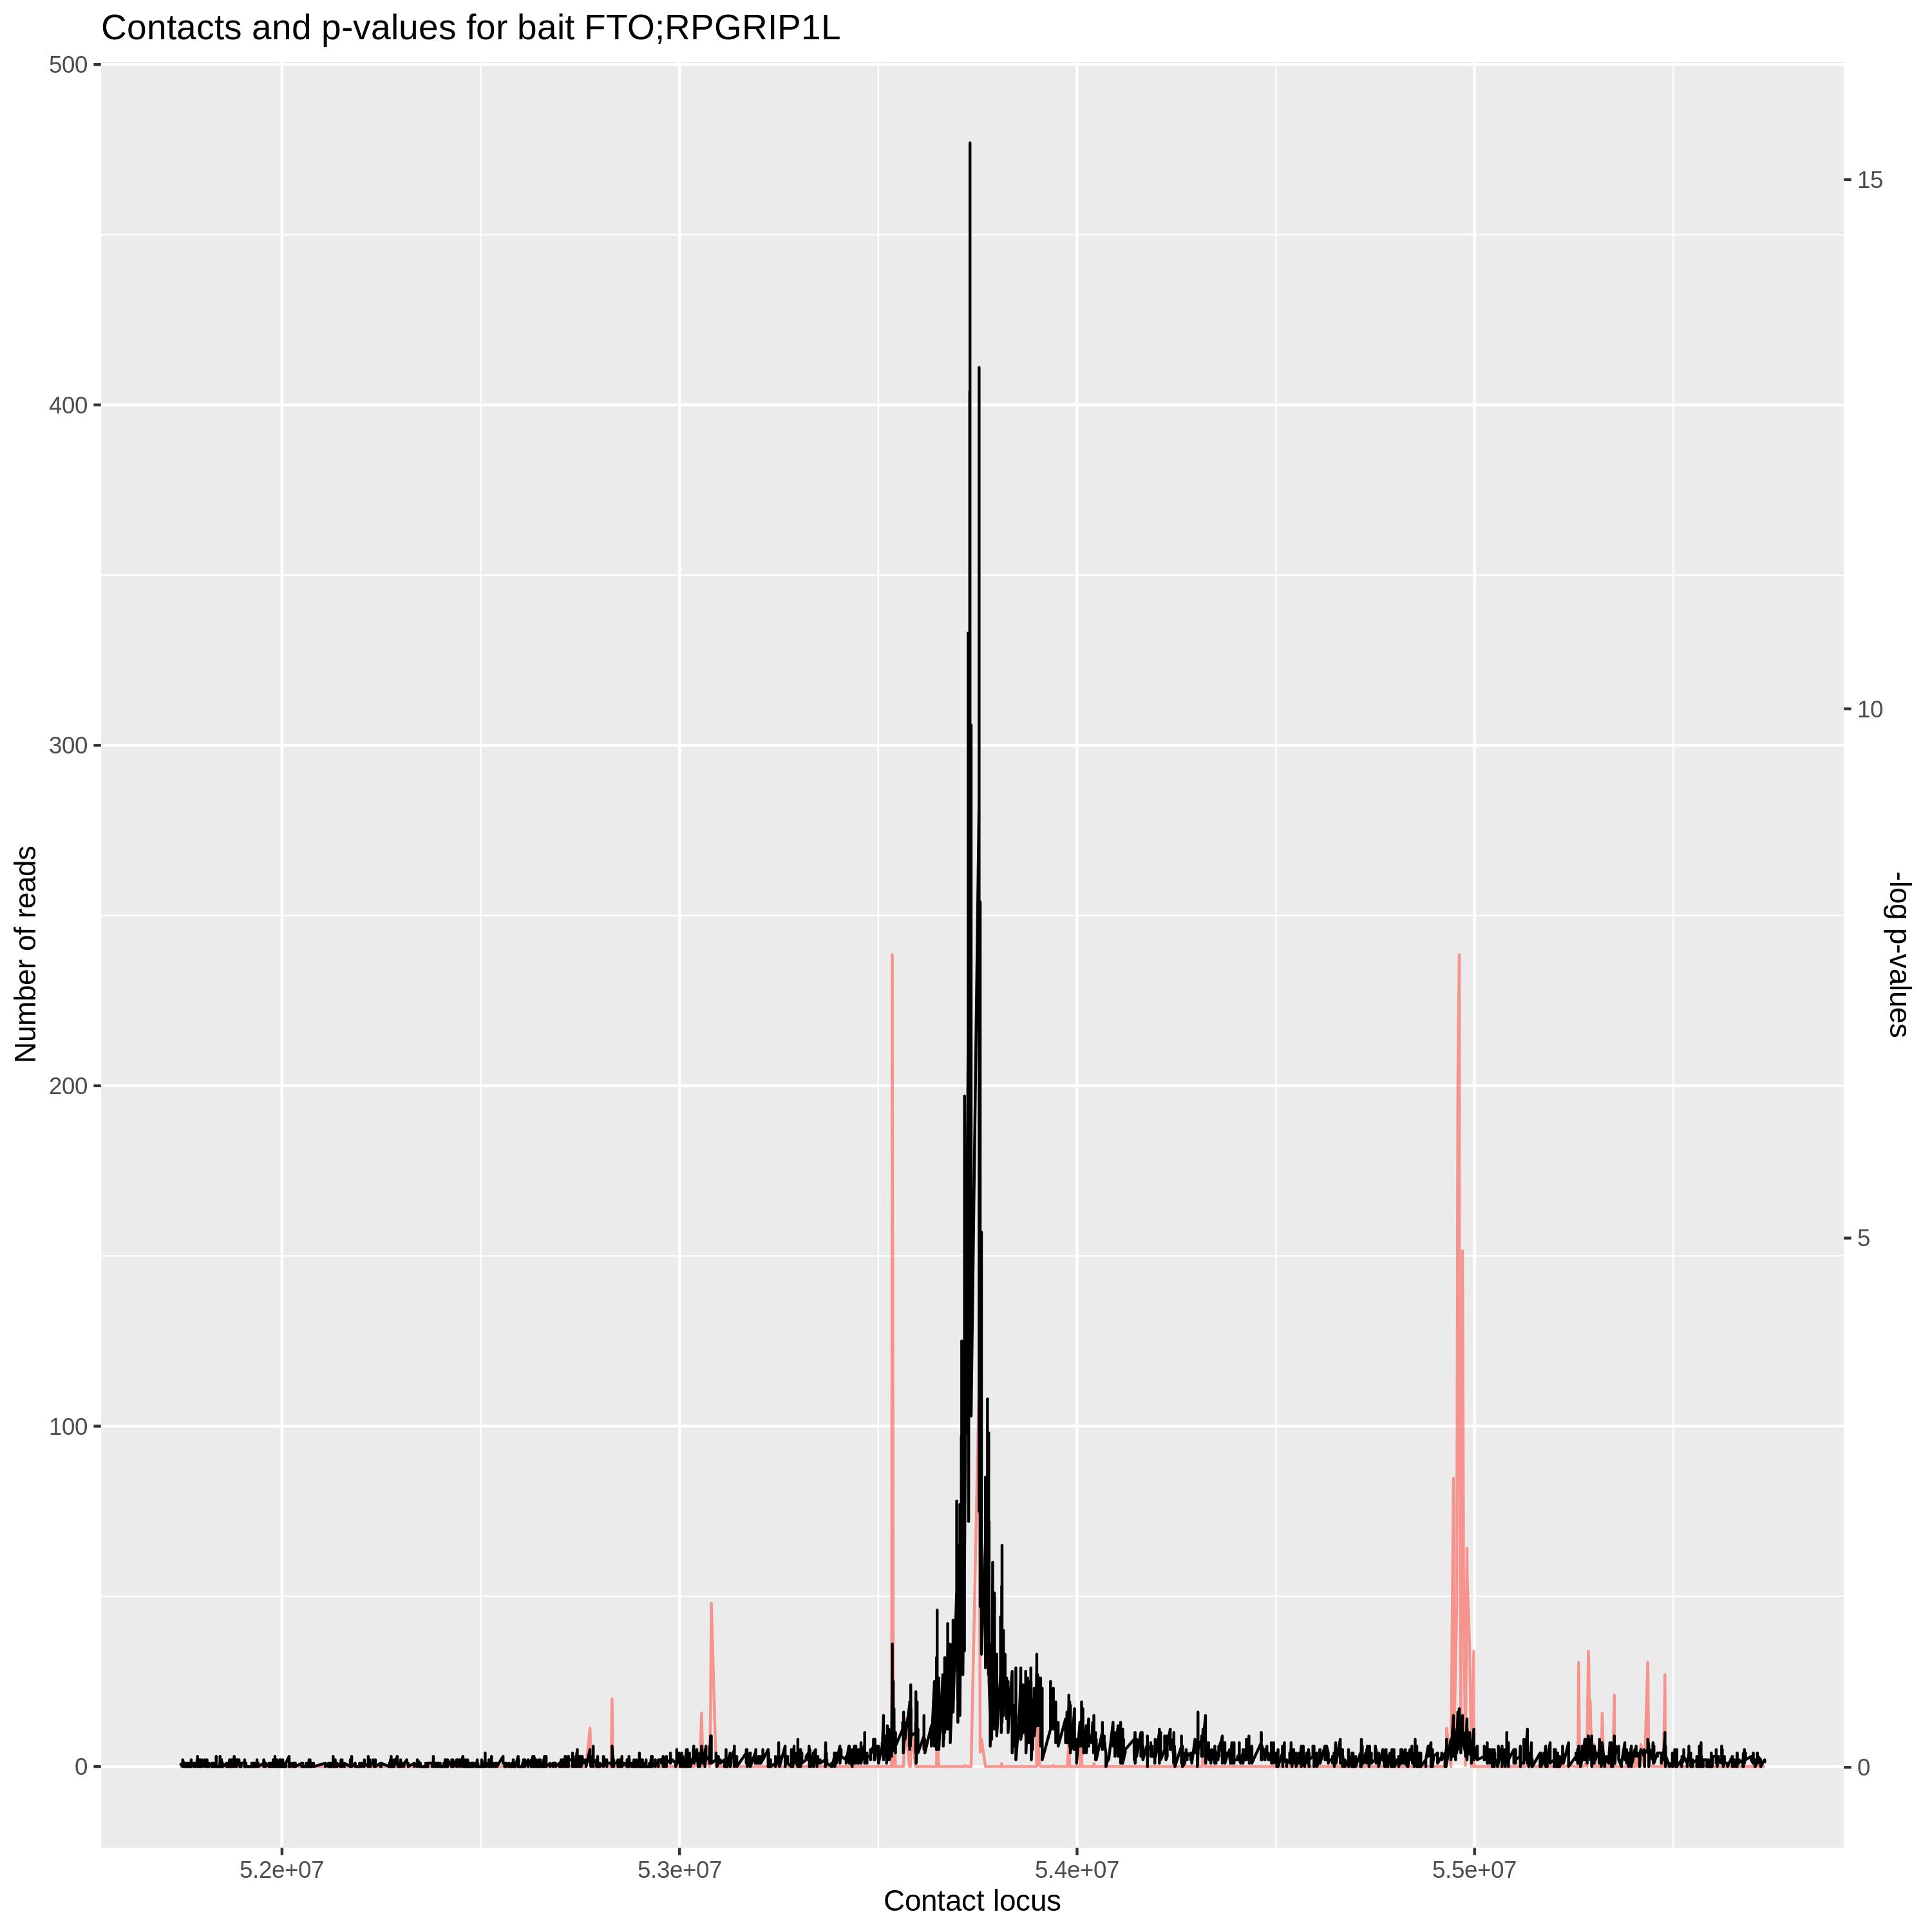 Contacts and p-values for bait FTO;RPGRIP1L
500
400
300
200
100
0
Number of reads
15
10
5
0
-log p-values
5.2e+07
5.3e+07
5.4e+07
5.5e+07
Contact locus